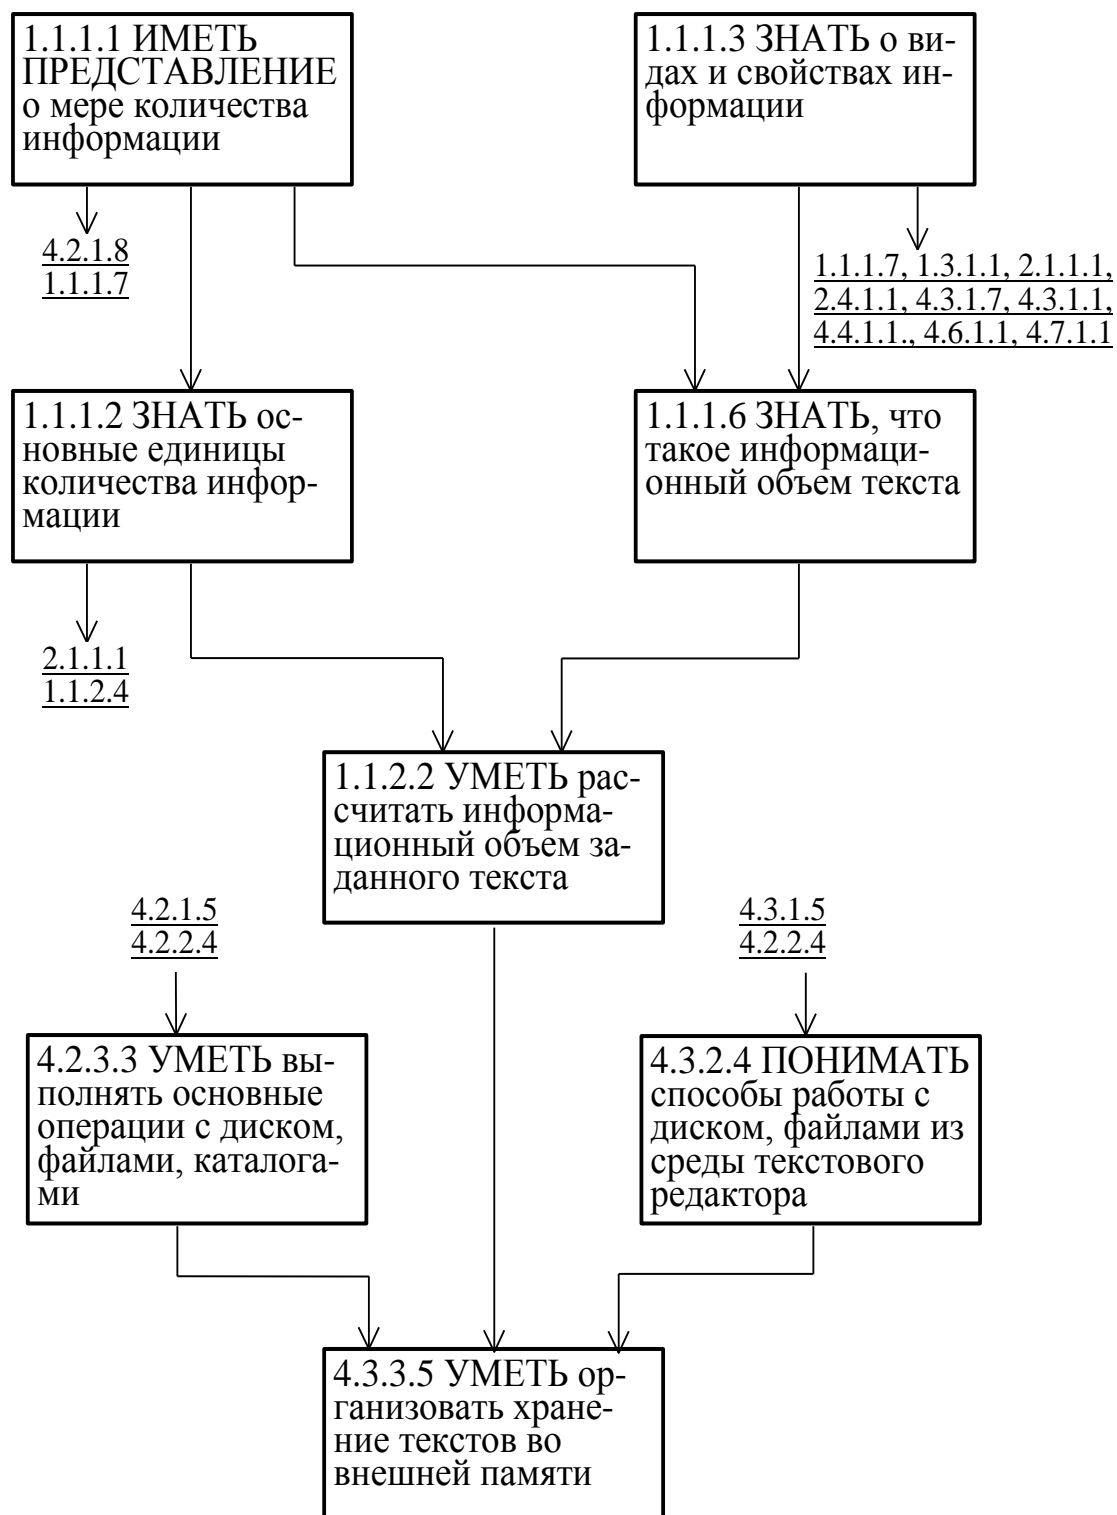 1.1.1.1 ИМЕТЬ
ПРЕДСТАВЛЕНИЕ
о мере количества
информации
1.1.1.3 ЗНАТЬ о ви-
дах и свойствах ин-
формации
4.2.1.8
1.1.1.7
1.1.1.7, 1.3.1.1, 2.1.1.1,
2.4.1.1, 4.3.1.7, 4.3.1.1,
4.4.1.1., 4.6.1.1, 4.7.1.1
1.1.1.2 ЗНАТЬ ос-
новные единицы
количества инфор-
мации
1.1.1.6 ЗНАТЬ, что
такое информаци-
онный объем текста
2.1.1.1
1.1.2.4
1.1.2.2 УМЕТЬ рас-
считать информа-
ционный объем за-
данного текста
4.2.1.5
4.2.2.4
4.3.1.5
4.2.2.4
4.2.3.3 УМЕТЬ вы-
полнять основные
операции с диском,
файлами, каталога-
ми
4.3.2.4 ПОНИМАТЬ
способы работы с
диском, файлами из
среды текстового
редактора
4.3.3.5 УМЕТЬ ор-
ганизовать хране-
ние текстов во
внешней памяти